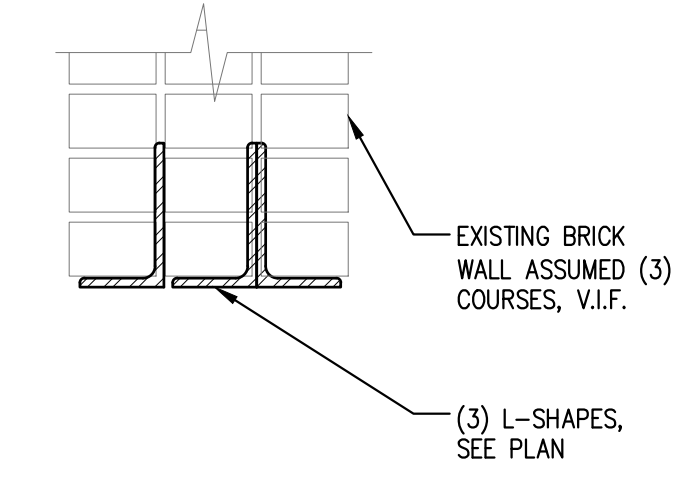 EXISTING BRICK
WALL ASSUMED (3)
COURSES, V.I.F.
(3) L-SHAPES,
SEE PLAN